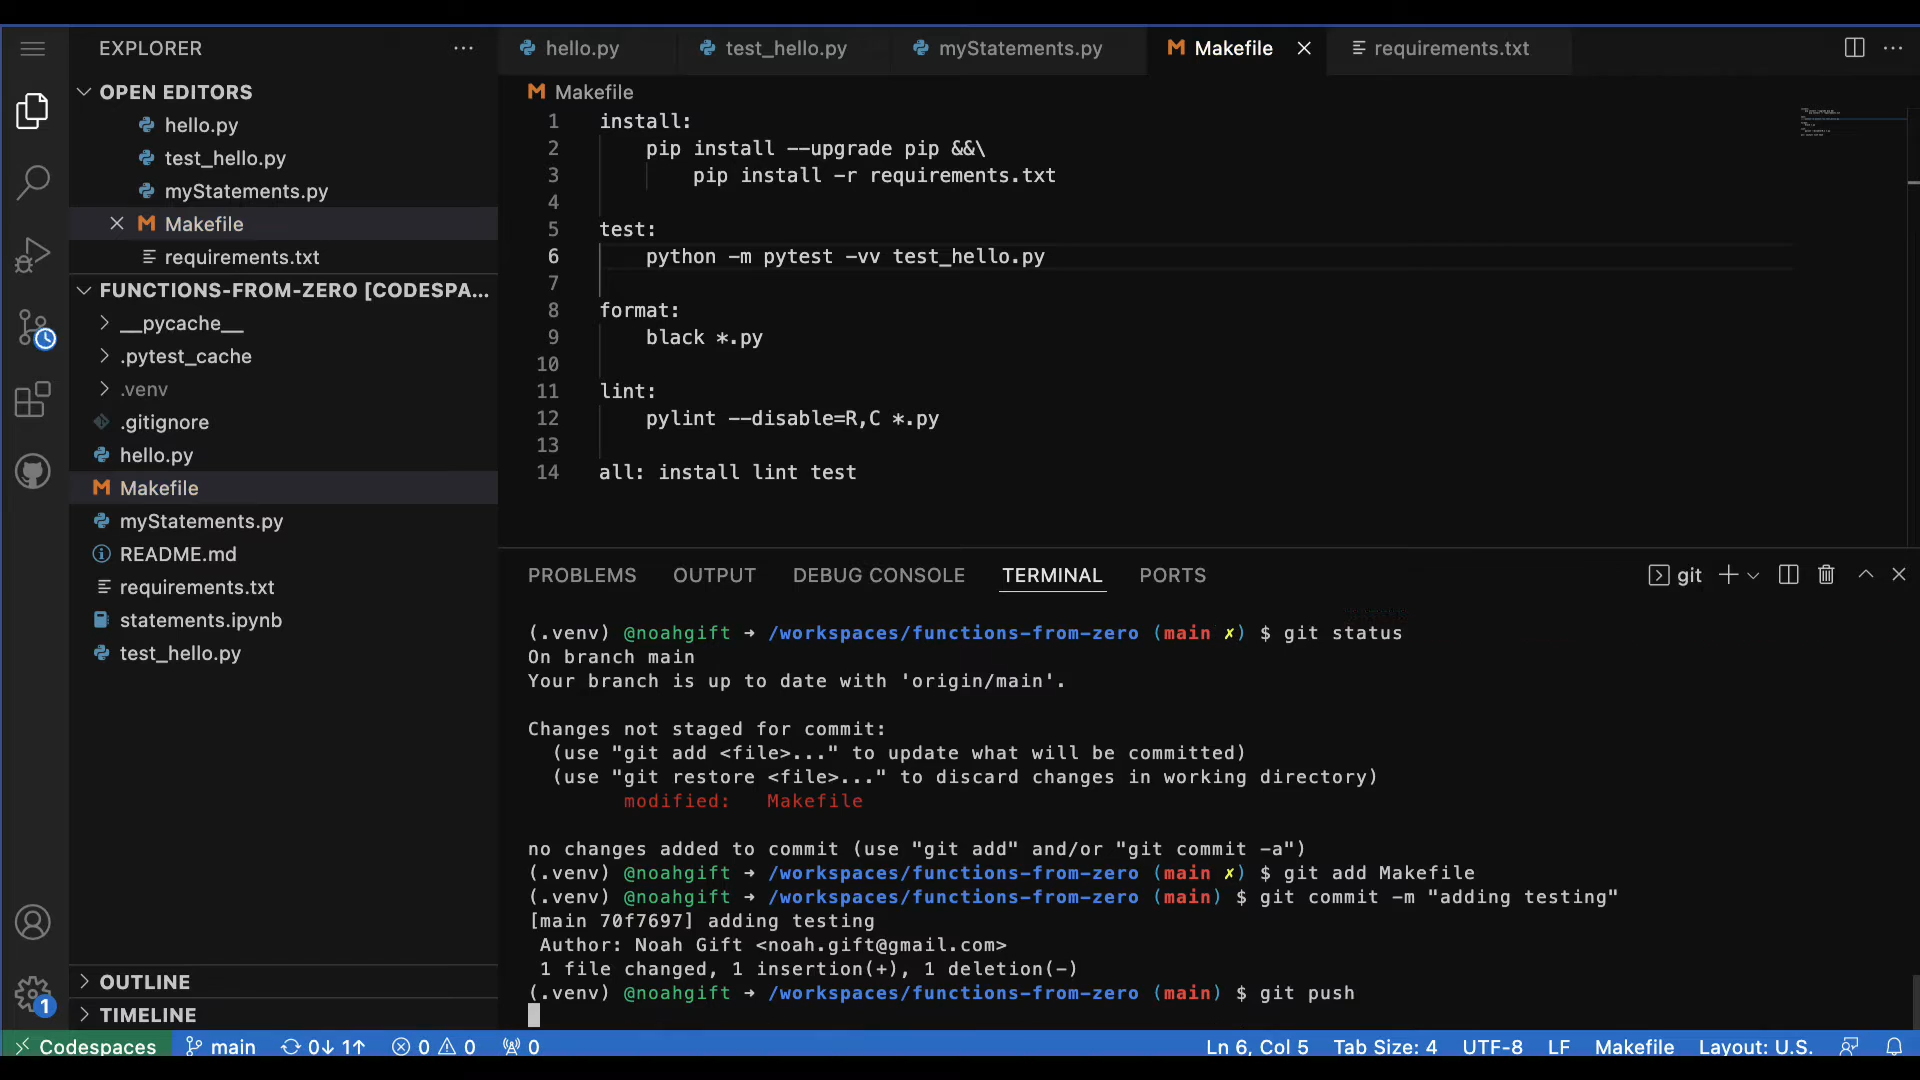 EXPLORER
hello.py
test_hello.py
myStatements.py
Makefile
requirements.txt
OPEN EDITORS
hello.py
test_hello.py
myStatements.py
Makefile
requirements.txt
FUNCTIONS-FROM-ZERO [CODESPA...
__pycache__
.pytest_cache
.venv
.gitignore
hello.py
Makefile
myStatements.py
README.md
requirements.txt
statements.ipynb
test_hello.py
OUTLINE
TIMELINE
Makefile
1 install:
2 pip install --upgrade pip &&\
3 pip install -r requirements.txt
4
5 test:
6 python -m pytest -vv test_hello.py
7
8 format:
9 black *.py
10
11 lint:
12 pylint --disable=R,C *.py
13
14 all: install lint test
PROBLEMS OUTPUT DEBUG CONSOLE TERMINAL PORTS
git
(.venv) @noahgift ➜ /workspaces/functions-from-zero (main ✗) $ git status
On branch main
Your branch is up to date with 'origin/main'.
Changes not staged for commit:
(use "git add <file>..." to update what will be committed)
(use "git restore <file>..." to discard changes in working directory)
modified: Makefile
no changes added to commit (use "git add" and/or "git commit -a")
(.venv) @noahgift ➜ /workspaces/functions-from-zero (main ✗) $ git add Makefile
(.venv) @noahgift ➜ /workspaces/functions-from-zero (main) $ git commit -m "adding testing"
[main 70f7697] adding testing
Author: Noah Gift <noah.gift@gmail.com>
1 file changed, 1 insertion(+), 1 deletion(-)
(.venv) @noahgift ➜ /workspaces/functions-from-zero (main) $ git push
1
Codespaces main 0↓ 1↑ 0 0 0 Ln 6, Col 5 Tab Size: 4 UTF-8 LF Makefile Layout: U.S.